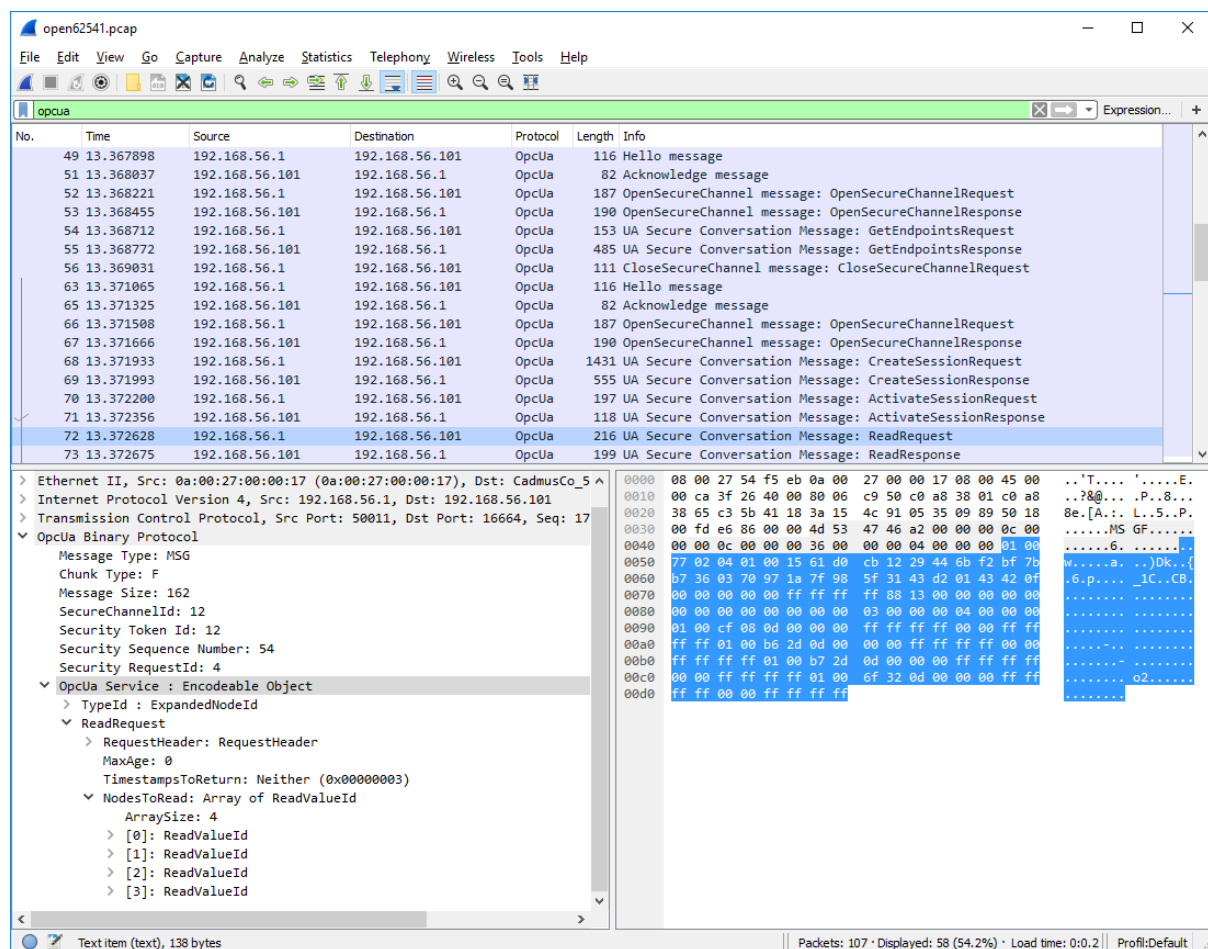 open62541.pcap
File Edit View Go Capture Analyze Statistics Telephony Wireless Tools Help
opcua Expression... +
No. Time Source Destination Protocol Length Info
49 13.367898 192.168.56.1 192.168.56.101 OpcUa 116 Hello message
51 13.368037 192.168.56.101 192.168.56.1 OpcUa 82 Acknowledge message
52 13.368221 192.168.56.1 192.168.56.101 OpcUa 187 OpenSecureChannel message: OpenSecureChannelRequest
53 13.368455 192.168.56.101 192.168.56.1 OpcUa 190 OpenSecureChannel message: OpenSecureChannelResponse
54 13.368712 192.168.56.1 192.168.56.101 OpcUa 153 UA Secure Conversation Message: GetEndpointsRequest
55 13.368772 192.168.56.101 192.168.56.1 OpcUa 485 UA Secure Conversation Message: GetEndpointsResponse
56 13.369031 192.168.56.1 192.168.56.101 OpcUa 111 CloseSecureChannel message: CloseSecureChannelRequest
63 13.371065 192.168.56.1 192.168.56.101 OpcUa 116 Hello message
65 13.371325 192.168.56.101 192.168.56.1 OpcUa 82 Acknowledge message
66 13.371508 192.168.56.1 192.168.56.101 OpcUa 187 OpenSecureChannel message: OpenSecureChannelRequest
67 13.371666 192.168.56.101 192.168.56.1 OpcUa 190 OpenSecureChannel message: OpenSecureChannelResponse
68 13.371933 192.168.56.1 192.168.56.101 OpcUa 1431 UA Secure Conversation Message: CreateSessionRequest
69 13.371993 192.168.56.101 192.168.56.1 OpcUa 555 UA Secure Conversation Message: CreateSessionResponse
70 13.372200 192.168.56.1 192.168.56.101 OpcUa 197 UA Secure Conversation Message: ActivateSessionRequest
71 13.372356 192.168.56.101 192.168.56.1 OpcUa 118 UA Secure Conversation Message: ActivateSessionResponse
72 13.372628 192.168.56.1 192.168.56.101 OpcUa 216 UA Secure Conversation Message: ReadRequest
73 13.372675 192.168.56.101 192.168.56.1 OpcUa 199 UA Secure Conversation Message: ReadResponse
Ethernet II, Src: 0a:00:27:00:00:17 (0a:00:27:00:00:17), Dst: CadmusCo_5
Internet Protocol Version 4, Src: 192.168.56.1, Dst: 192.168.56.101
Transmission Control Protocol, Src Port: 50011, Dst Port: 16664, Seq: 17
OpcUa Binary Protocol
Message Type: MSG
Chunk Type: F
Message Size: 162
SecureChannelId: 12
Security Token Id: 12
Security Sequence Number: 54
Security RequestId: 4
OpcUa Service : Encodeable Object
TypeId : ExpandedNodeId
ReadRequest
RequestHeader: RequestHeader
MaxAge: 0
TimestampsToReturn: Neither (0x00000003)
NodesToRead: Array of ReadValueId
ArraySize: 4
[0]: ReadValueId
[1]: ReadValueId
[2]: ReadValueId
[3]: ReadValueId
0000 08 00 27 54 f5 eb 0a 00 27 00 00 17 08 00 45 00 ..'T.... '.....E.
0010 00 ca 3f 26 40 00 80 06 c9 50 c0 a8 38 01 c0 a8 ..?&@... .P..8...
0020 38 65 c3 5b 41 18 3a 15 4c 91 05 35 09 89 50 18 8e.[A.:. L..5..P.
0030 00 fd e6 86 00 00 4d 53 47 46 a2 00 00 00 0c 00 ......MS GF......
0040 00 00 0c 00 00 00 36 00 00 00 04 00 00 00 01 00 ......6. ........
0050 77 02 04 01 00 15 61 d0 cb 12 29 44 6b f2 bf 7b w.....a. ..)Dk..{
0060 b7 36 03 70 97 1a 7f 98 5f 31 43 d2 01 43 42 0f .6.p.... _1C..CB.
0070 00 00 00 00 00 ff ff ff ff 88 13 00 00 00 00 00 ........ ........
0080 00 00 00 00 00 00 00 00 03 00 00 00 04 00 00 00 ........ ........
0090 01 00 cf 08 0d 00 00 00 ff ff ff ff 00 00 ff ff ........ ........
00a0 ff ff 01 00 b6 2d 0d 00 00 00 ff ff ff ff 00 00 .....-.. ........
00b0 ff ff ff ff 01 00 b7 2d 0d 00 00 00 ff ff ff ff .......- ........
00c0 00 00 ff ff ff ff 01 00 6f 32 0d 00 00 00 ff ff ........ o2......
00d0 ff ff 00 00 ff ff ff ff ........
Text item (text), 138 bytes Packets: 107 · Displayed: 58 (54.2%) · Load time: 0:0.2 Profil:Default